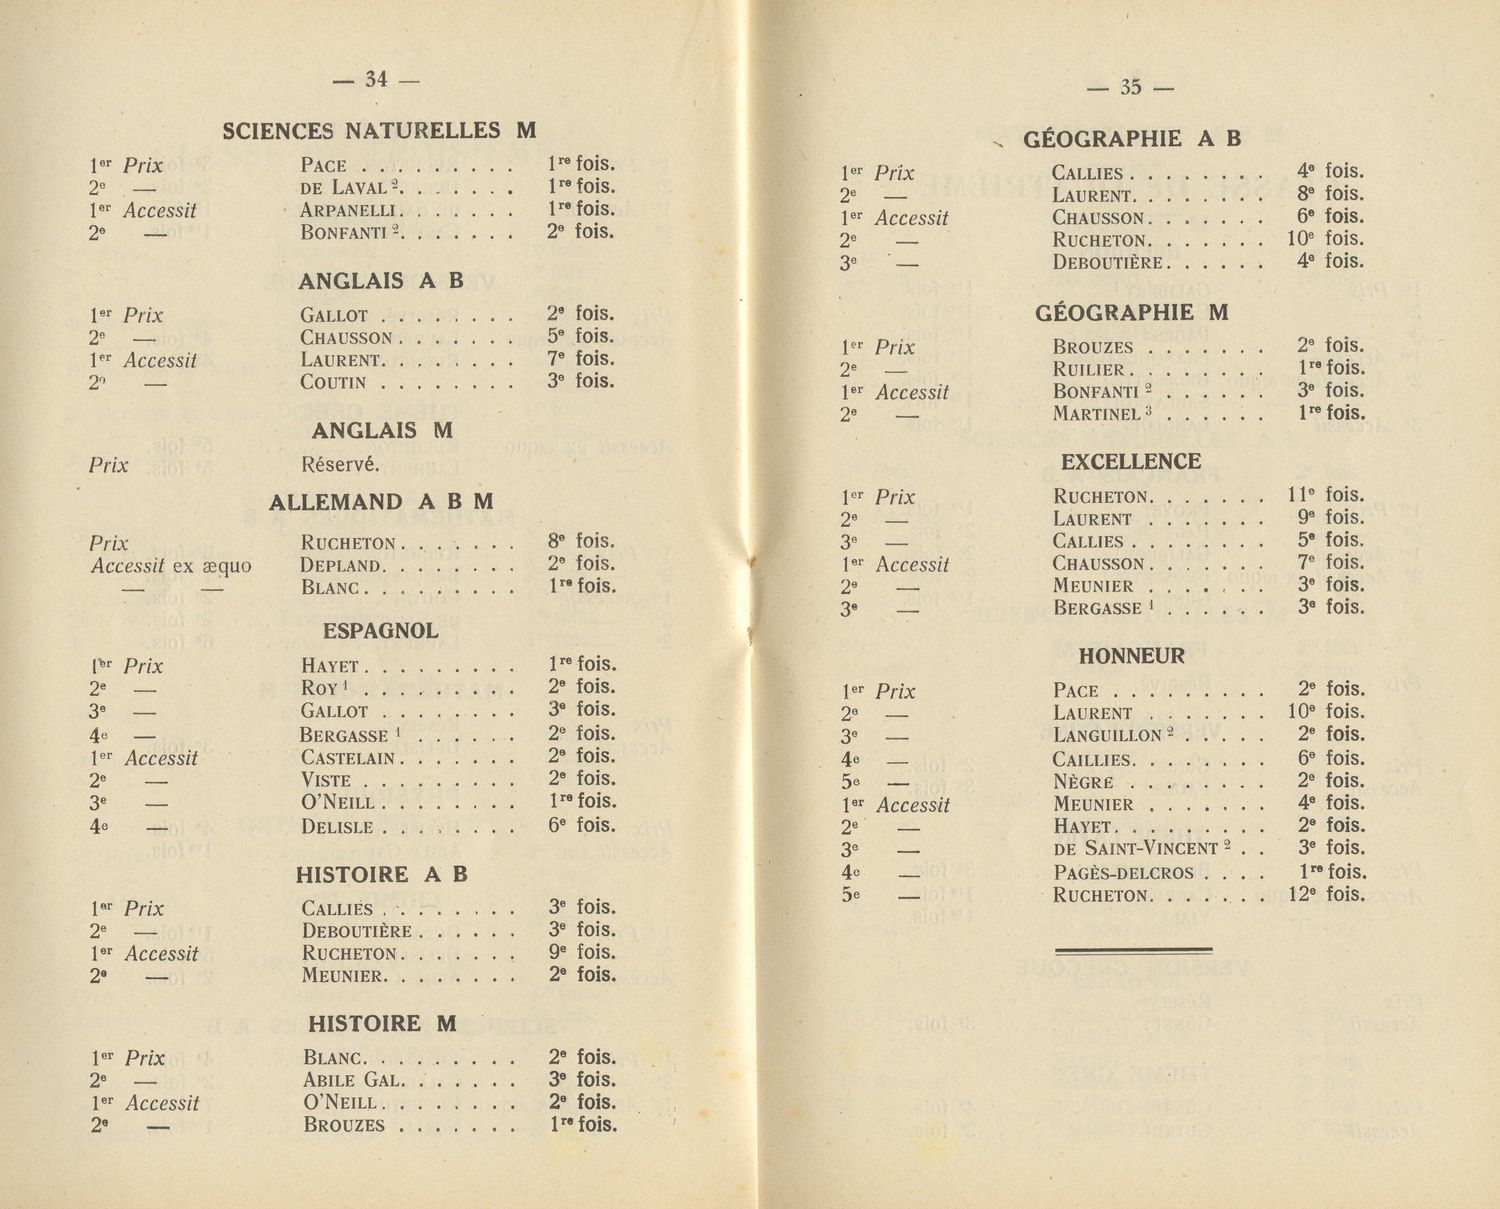 — 34 —
SCIENCES NATURELLES M
1er Prix PACE . . . . . . . . . 1re fois.
2e — DE LAVAL 2. . . . . . . 1re fois.
1er Accessit ARPANELLI. . . . . . . 1re fois.
2e — BONFANTI 2. . . . . . . 2e fois.
ANGLAIS A B
1er Prix GALLOT . . . . . . . . 2e fois.
2e — CHAUSSON . . . . . . . 5e fois.
1er Accessit LAURENT. . . . . . . . 7e fois.
2e — COUTIN . . . . . . . . 3e fois.
ANGLAIS M
Prix Réservé.
ALLEMAND A B M
Prix RUCHETON . . . . . . . 8e fois.
Accessit ex æquo DEPLAND. . . . . . . . 2e fois.
— — BLANC . . . . . . . . . 1re fois.
ESPAGNOL
1er Prix HAYET . . . . . . . . . 1re fois.
2e — ROY 1 . . . . . . . . . 2e fois.
3e — GALLOT . . . . . . . . 3e fois.
4e — BERGASSE 1 . . . . . . 2e fois.
1er Accessit CASTELAIN . . . . . . . 2e fois.
2e — VISTE . . . . . . . . . 2e fois.
3e — O'NEILL . . . . . . . . 1re fois.
4e — DELISLE . . . . . . . . 6e fois.
HISTOIRE A B
1er Prix CALLIES . . . . . . . . 3e fois.
2e — DEBOUTIÈRE . . . . . . 3e fois.
1er Accessit RUCHETON . . . . . . . 9e fois.
2e — MEUNIER. . . . . . . . 2e fois.
HISTOIRE M
1er Prix BLANC. . . . . . . . . 2e fois.
2e — ABILE GAL. . . . . . . 3e fois.
1er Accessit O'NEILL . . . . . . . . 2e fois.
2e — BROUZES . . . . . . . 1re fois.
— 35 —
GÉOGRAPHIE A B
1er Prix CALLIES . . . . . . . . 4e fois.
2e — LAURENT. . . . . . . . 8e fois.
1er Accessit CHAUSSON . . . . . . . 6e fois.
2e — RUCHETON. . . . . . . 10e fois.
3e — DEBOUTIÈRE. . . . . . 4e fois.
GÉOGRAPHIE M
1er Prix BROUZES . . . . . . . 2e fois.
2e — RUILIER . . . . . . . . 1re fois.
1er Accessit BONFANTI 2 . . . . . . 3e fois.
2e — MARTINEL 3 . . . . . . 1re fois.
EXCELLENCE
1er Prix RUCHETON. . . . . . . 11e fois.
2e — LAURENT . . . . . . . 9e fois.
3e — CALLIES . . . . . . . . 5e fois.
1er Accessit CHAUSSON . . . . . . . 7e fois.
2e — MEUNIER . . . . . . . 3e fois.
3e — BERGASSE 1 . . . . . . 3e fois.
HONNEUR
1er Prix PACE . . . . . . . . . 2e fois.
2e — LAURENT . . . . . . . 10e fois.
3e — LANGUILLON 2 . . . . . 2e fois.
4e — CAILLIES. . . . . . . . 6e fois.
5e — NÈGRE . . . . . . . . 2e fois.
1er Accessit MEUNIER . . . . . . . 4e fois.
2e — HAYET . . . . . . . . . 2e fois.
3e — DE SAINT-VINCENT 2 . . 3e fois.
4e — PAGÈS-DELCROS . . . . 1re fois.
5e — RUCHETON. . . . . . . 12e fois.